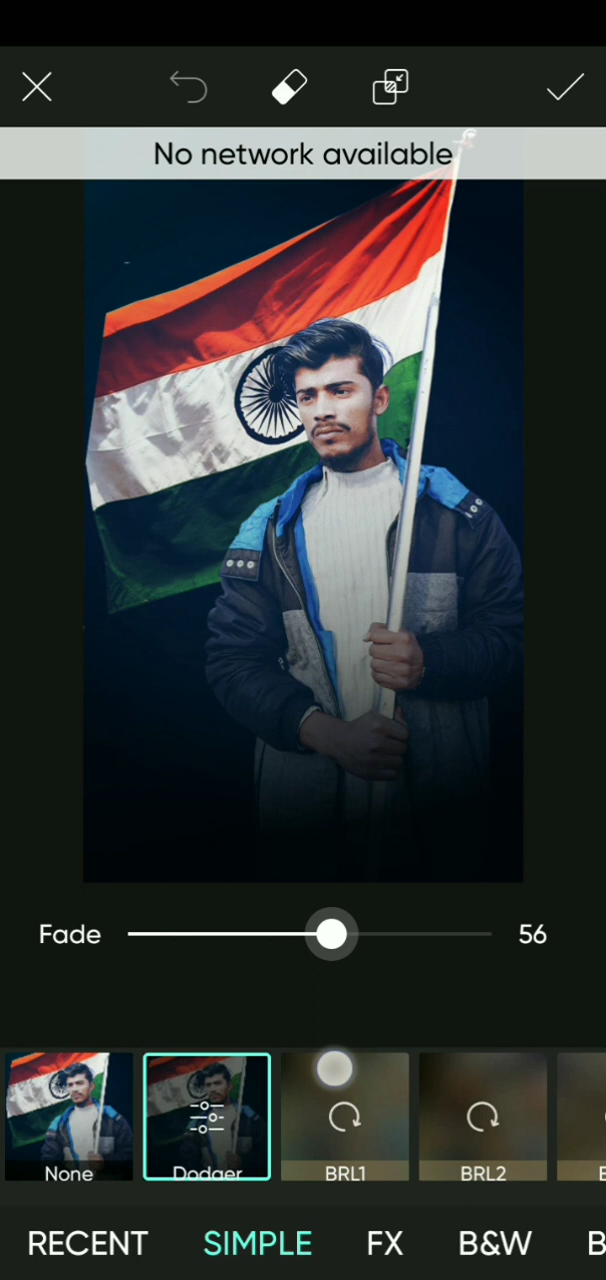 No network available
Fade 56
None Dodger BRL1 BRL2
RECENT SIMPLE FX B&W